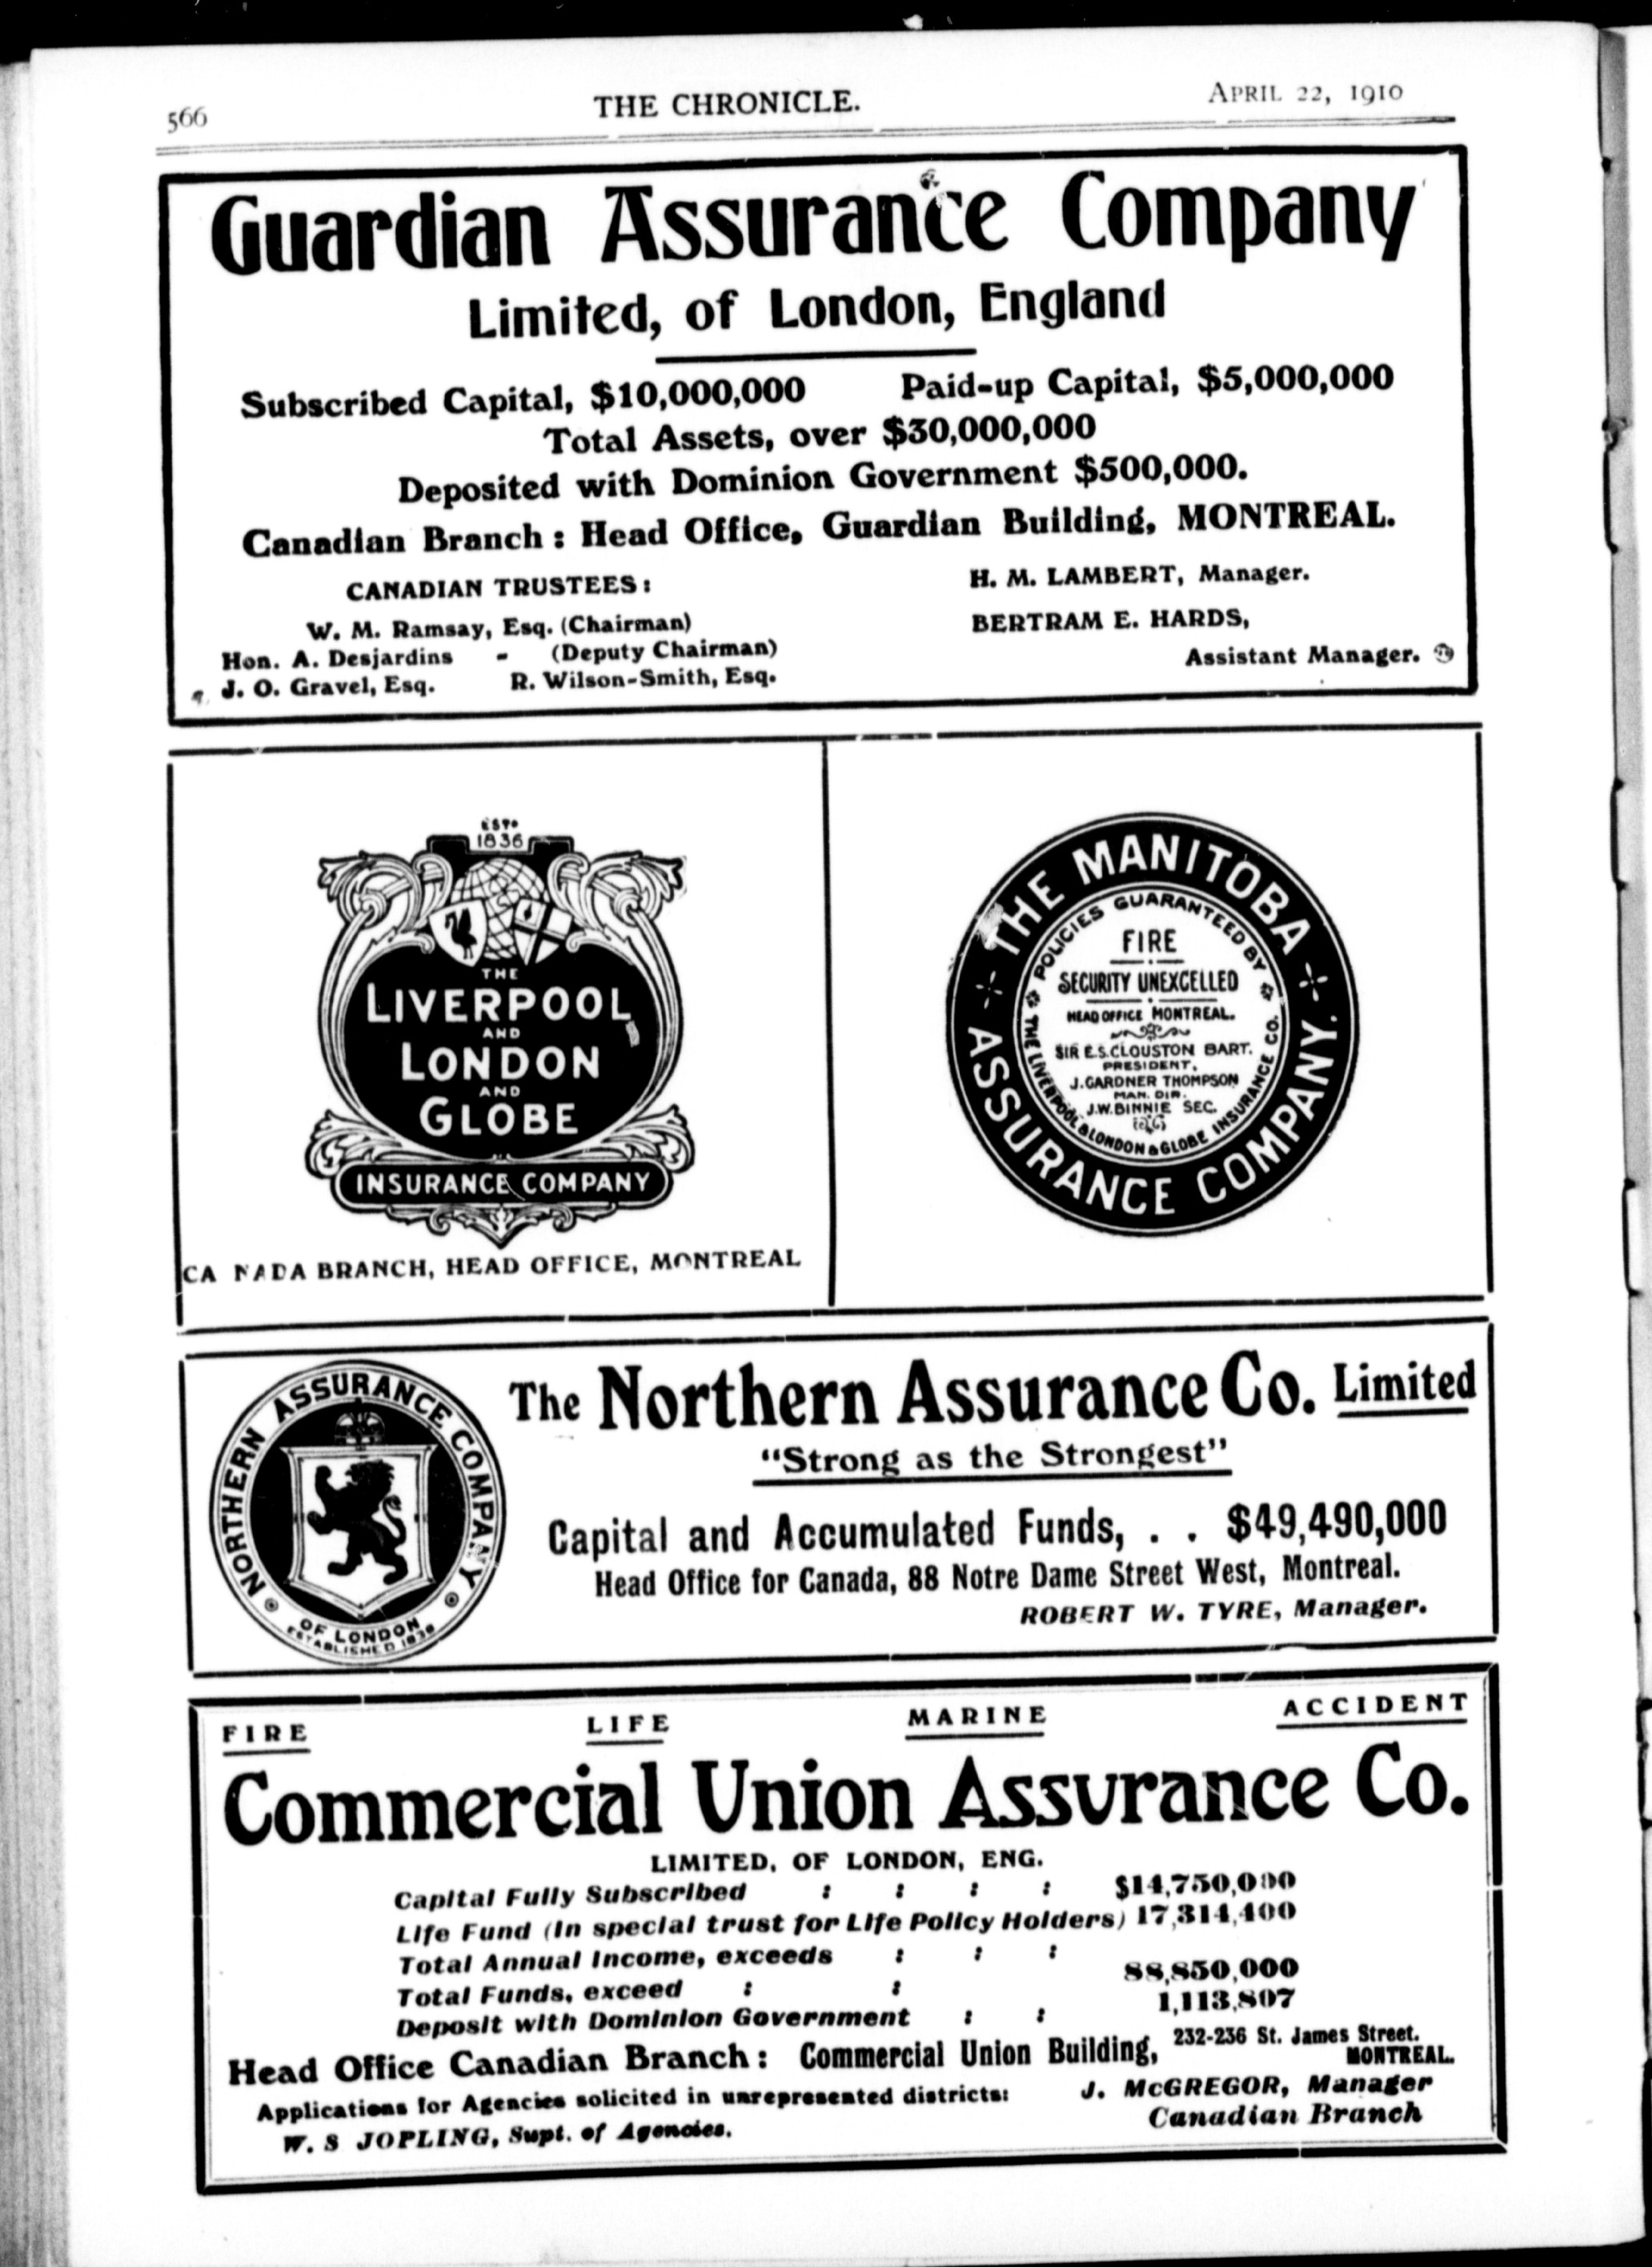 566
THE CHRONICLE.
APRIL 22, 1910
Guardian Assurance Company
Limited, of London, England
Subscribed Capital, $10,000,000 Paid-up Capital, $5,000,000
Total Assets, over $30,000,000
Deposited with Dominion Government $500,000.
Canadian Branch : Head Office, Guardian Building, MONTREAL.
CANADIAN TRUSTEES :
W. M. Ramsay, Esq. (Chairman)
Hon. A. Desjardins - (Deputy Chairman)
J. O. Gravel, Esq. R. Wilson-Smith, Esq.
H. M. LAMBERT, Manager.
BERTRAM E. HARDS,
Assistant Manager.
ESTD
1836
THE
LIVERPOOL
AND
LONDON
AND
GLOBE
INSURANCE COMPANY
CANADA BRANCH, HEAD OFFICE, MONTREAL
THE MANITOBA
ASSURANCE COMPANY.
POLICIES GUARANTEED BY
THE LIVERPOOL & LONDON & GLOBE INSURANCE CO.
FIRE
SECURITY UNEXCELLED
HEAD OFFICE MONTREAL.
SIR E.S.CLOUSTON BART.
PRESIDENT,
J.GARDNER THOMPSON
MAN. DIR.
J.W.BINNIE SEC.
NORTHERN ASSURANCE COMPANY
OF LONDON
ESTABLISHED 1836
The Northern Assurance Co. Limited
"Strong as the Strongest"
Capital and Accumulated Funds, . . $49,490,000
Head Office for Canada, 88 Notre Dame Street West, Montreal.
ROBERT W. TYRE, Manager.
FIRE LIFE MARINE ACCIDENT
Commercial Union Assurance Co.
LIMITED, OF LONDON, ENG.
Capital Fully Subscribed : : : : $14,750,000
Life Fund (In special trust for Life Policy Holders) 17,314,400
Total Annual Income, exceeds : : :
Total Funds, exceed : : 88,850,000
Deposit with Dominion Government : : 1,113,807
Head Office Canadian Branch : Commercial Union Building, 232-236 St. James Street.
MONTREAL.
Applications for Agencies solicited in unrepresented districts:
W. S JOPLING, Supt. of Agencies.
J. McGREGOR, Manager
Canadian Branch